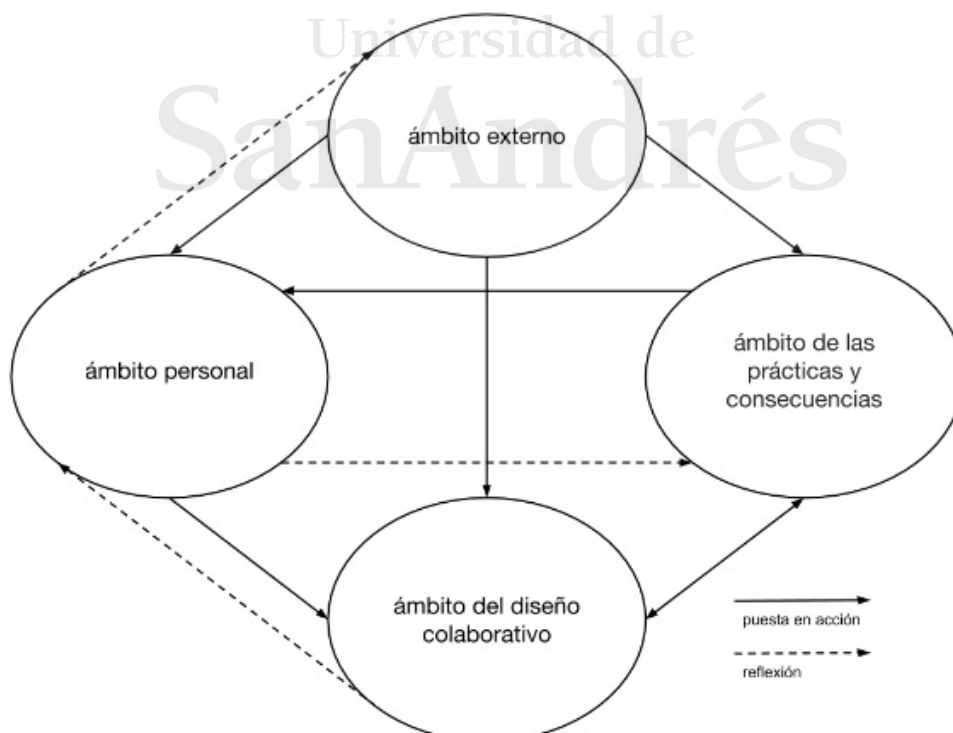 Universidad de
SanAndrés
ámbito externo
ámbito personal
ámbito de las
prácticas y
consecuencias
ámbito del diseño
colaborativo
puesta en acción
reflexión